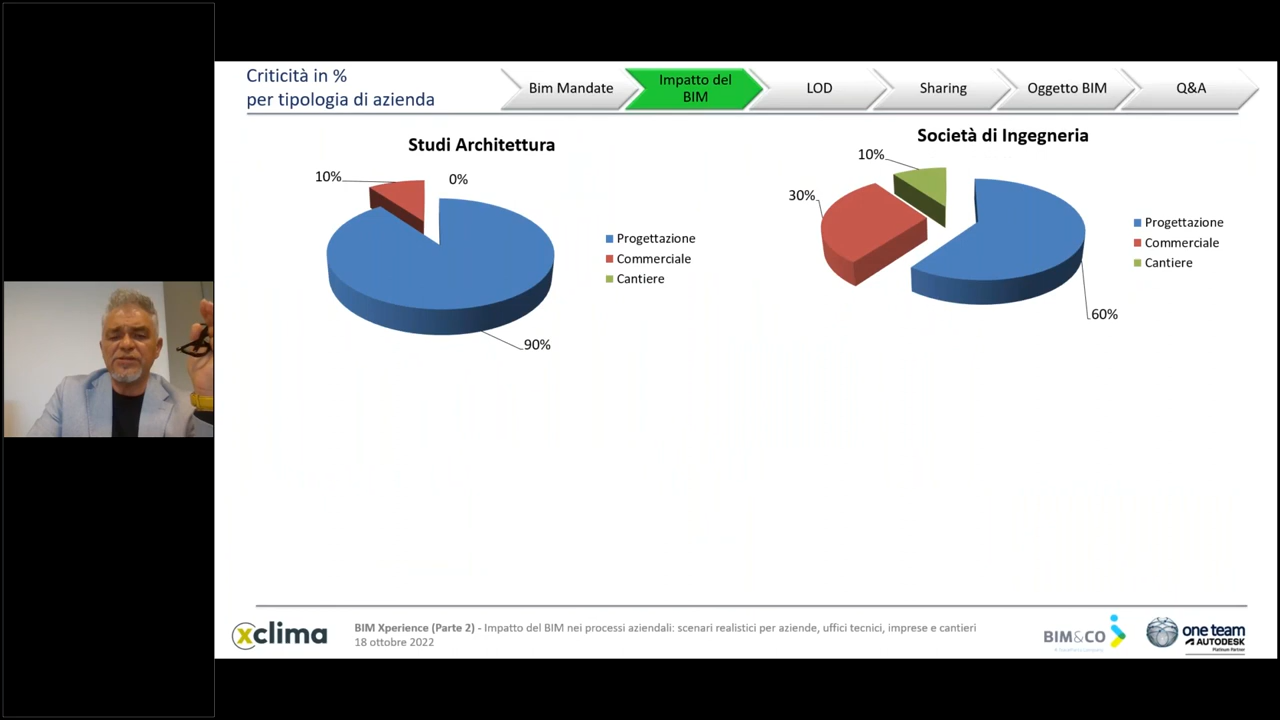 Criticità in %
per tipologia di azienda
Bim Mandate
Impatto del
BIM
LOD
Sharing
Oggetto BIM
Q&A
Studi Architettura
10%
0%
90%
Progettazione
Commerciale
Cantiere
Società di Ingegneria
10%
30%
60%
Progettazione
Commerciale
Cantiere
xclima
BIM Xperience (Parte 2) - Impatto del BIM nei processi aziendali: scenari realistici per aziende, uffici tecnici, imprese e cantieri
18 ottobre 2022
BIM&CO
one team
AUTODESK
Platinum Partner